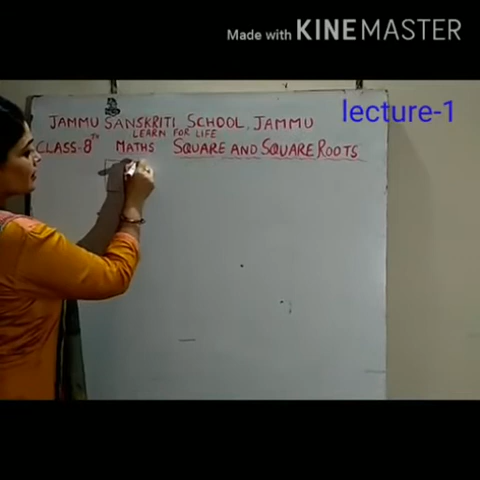 Made with KINEMASTER
lecture-1
JAMMU SANSKRITI SCHOOL, JAMMU
LEARN FOR LIFE
CLASS-8TH MATHS SQUARE AND SQUARE ROOTS